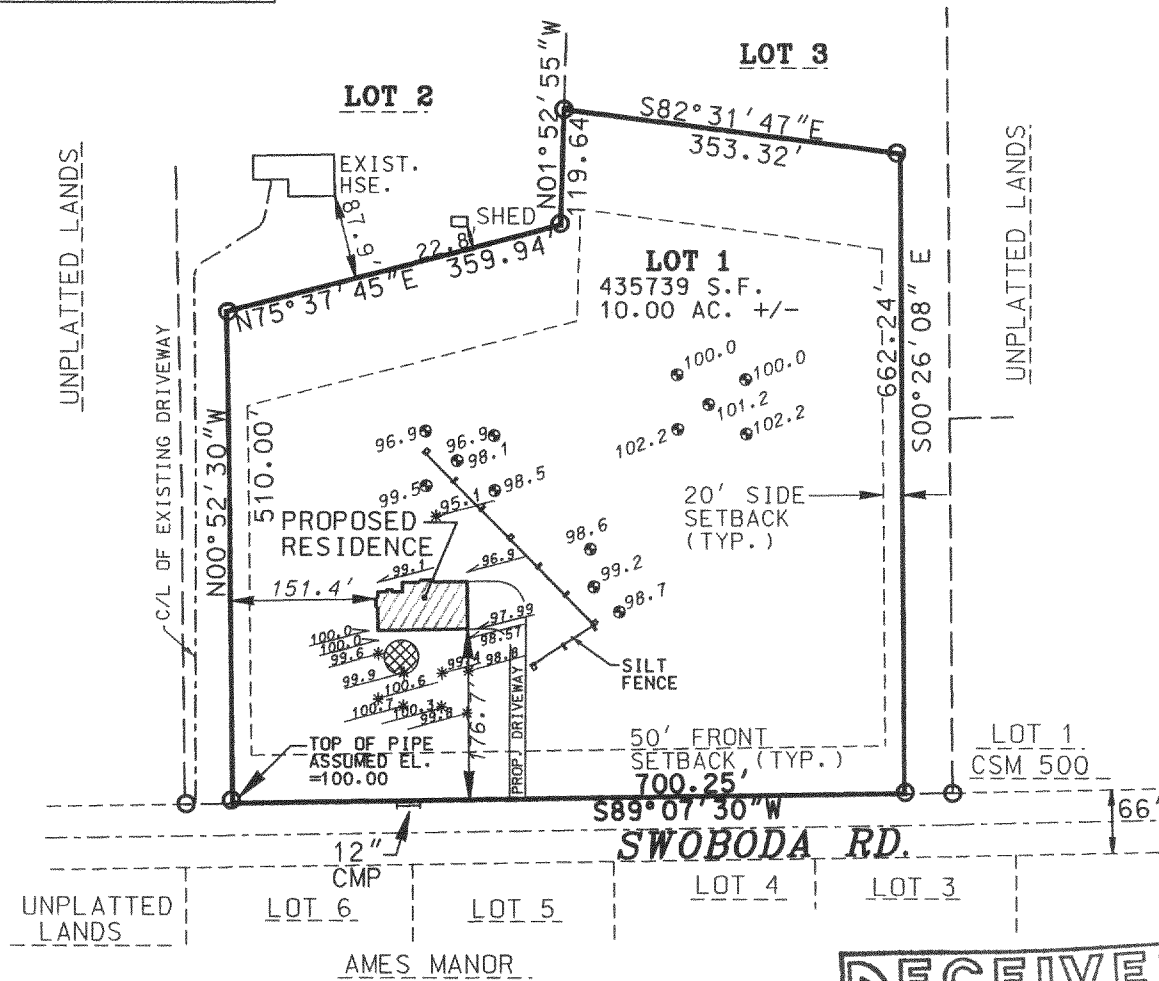 LOT 3
LOT 2
N01°52'55"W
119.64'
S82°31'47"E
353.32'
UNPLATTED LANDS
EXIST.
HSE.
87.9'
SHED
22.8'
359.94'
N75°37'45"E
LOT 1
435739 S.F.
10.00 AC. +/-
UNPLATTED LANDS
662.24'
S00°26'08" E
100.0
100.0
101.2
102.2
102.2
C/L OF EXISTING DRIVEWAY
N00°52'30"W
510.00'
96.9
96.9
98.1
99.5
98.5
95.1
20' SIDE
SETBACK
(TYP.)
PROPOSED
RESIDENCE
98.6
99.2
98.7
99.1
96.9
151.4'
97.99
98.57
100.0
100.0
99.6
99.4
98.8
99.9
100.6
100.7
100.3
99.8
SILT
FENCE
176.7'
PROP. DRIVEWAY
TOP OF PIPE
ASSUMED EL.
=100.00
50' FRONT
SETBACK (TYP.)
700.25'
S89°07'30"W
LOT 1
CSM 500
66'
SWOBODA RD.
12"
CMP
UNPLATTED
LANDS
LOT 6
LOT 5
LOT 4
LOT 3
AMES MANOR
RECEIVE